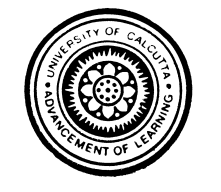 UNIVERSITY OF CALCUTTA
ADVANCEMENT OF LEARNING